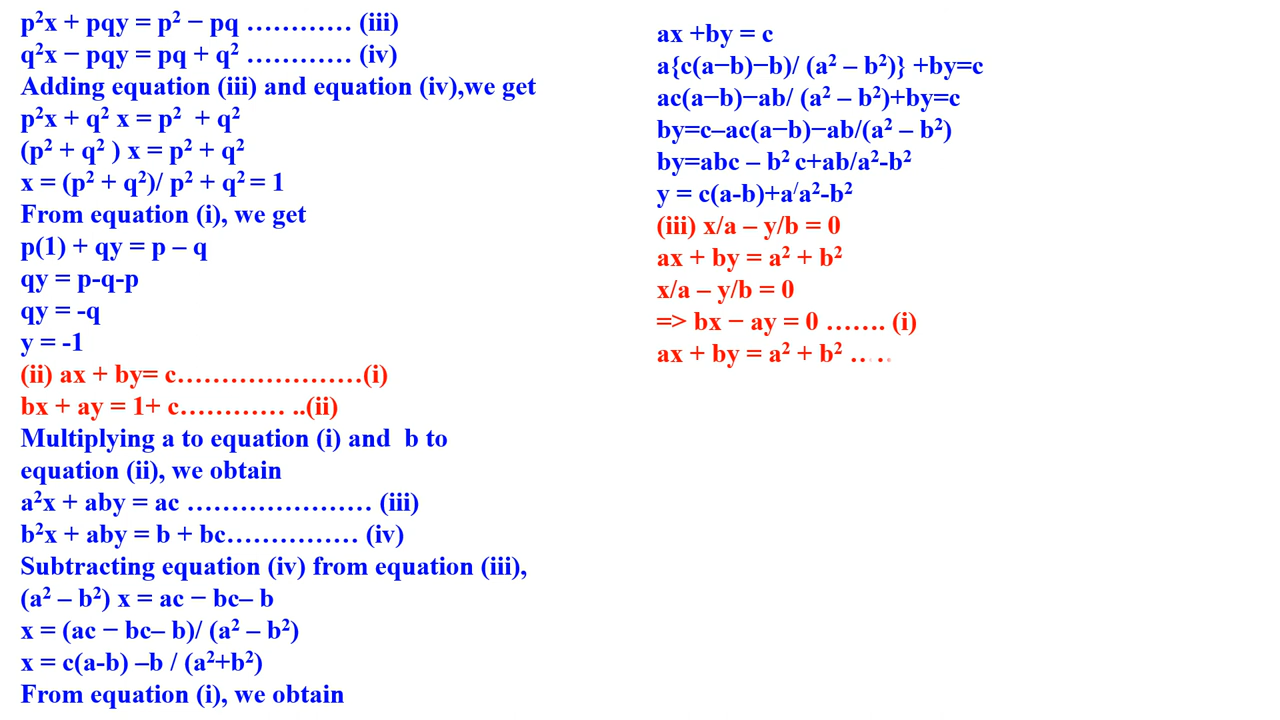 p²x + pqy = p² − pq ………… (iii)
q²x − pqy = pq + q² ………… (iv)
Adding equation (iii) and equation (iv),we get
p²x + q² x = p² + q²
(p² + q² ) x = p² + q²
x = (p² + q²)/ p² + q² = 1
From equation (i), we get
p(1) + qy = p – q
qy = p-q-p
qy = -q
y = -1
(ii) ax + by= c…………………(i)
bx + ay = 1+ c………… ..(ii)
Multiplying a to equation (i) and b to
equation (ii), we obtain
a²x + aby = ac ………………… (iii)
b²x + aby = b + bc…………… (iv)
Subtracting equation (iv) from equation (iii),
(a² – b²) x = ac − bc– b
x = (ac − bc– b)/ (a² – b²)
x = c(a-b) –b / (a²+b²)
From equation (i), we obtain
ax +by = c
a{c(a−b)−b)/ (a² – b²)} +by=c
ac(a−b)−ab/ (a² – b²)+by=c
by=c–ac(a−b)−ab/(a² – b²)
by=abc – b² c+ab/a²-b²
y = c(a-b)+a/a²-b²
(iii) x/a – y/b = 0
ax + by = a² + b²
x/a – y/b = 0
=> bx − ay = 0 ……. (i)
ax + by = a² + b² .. ..